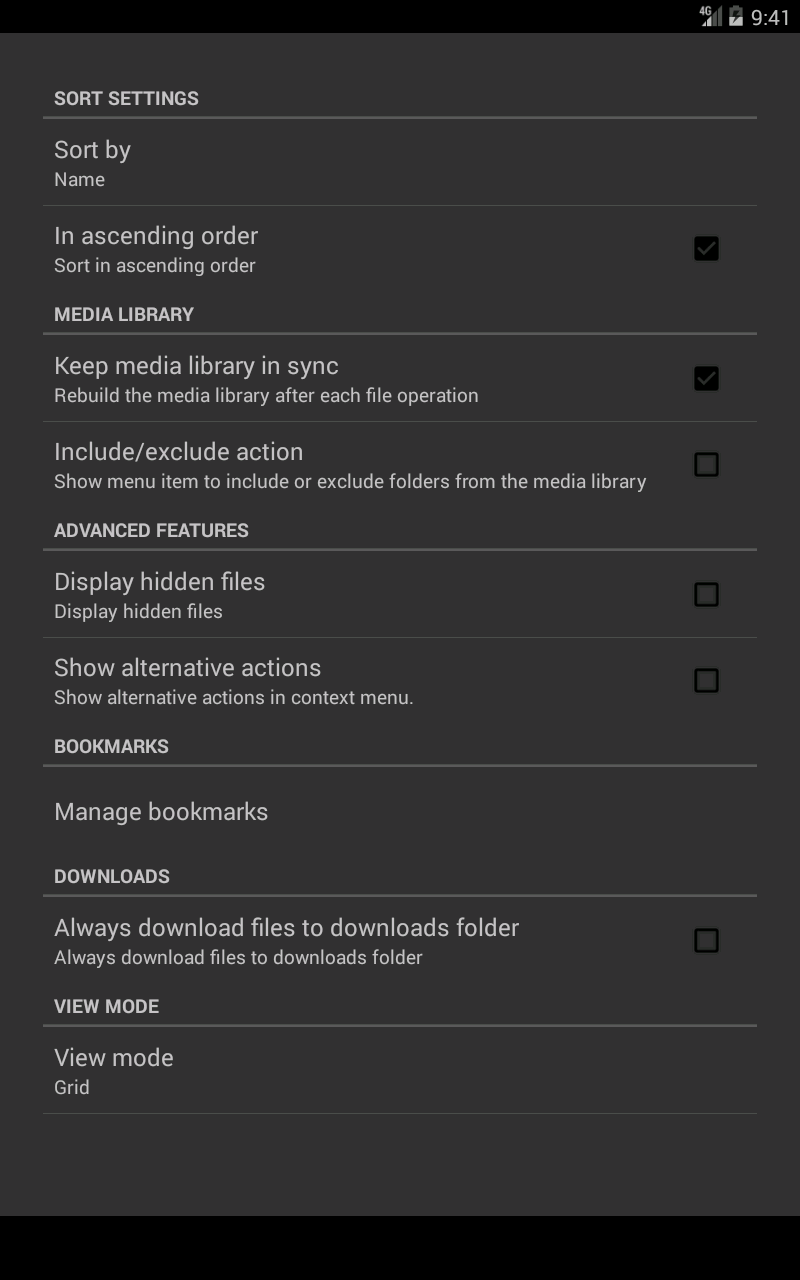 4G 9:41
SORT SETTINGS
Sort by
Name
In ascending order
Sort in ascending order
MEDIA LIBRARY
Keep media library in sync
Rebuild the media library after each file operation
Include/exclude action
Show menu item to include or exclude folders from the media library
ADVANCED FEATURES
Display hidden files
Display hidden files
Show alternative actions
Show alternative actions in context menu.
BOOKMARKS
Manage bookmarks
DOWNLOADS
Always download files to downloads folder
Always download files to downloads folder
VIEW MODE
View mode
Grid